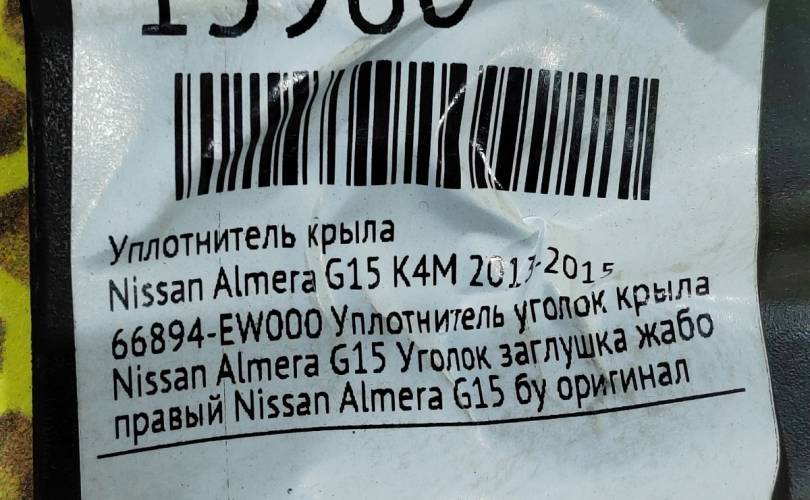 15980
Уплотнитель крыла
Nissan Almera G15 K4M 2013-2015
66894-EW000 Уплотнитель уголок крыла
Nissan Almera G15 Уголок заглушка жабо
правый Nissan Almera G15 бу оригинал